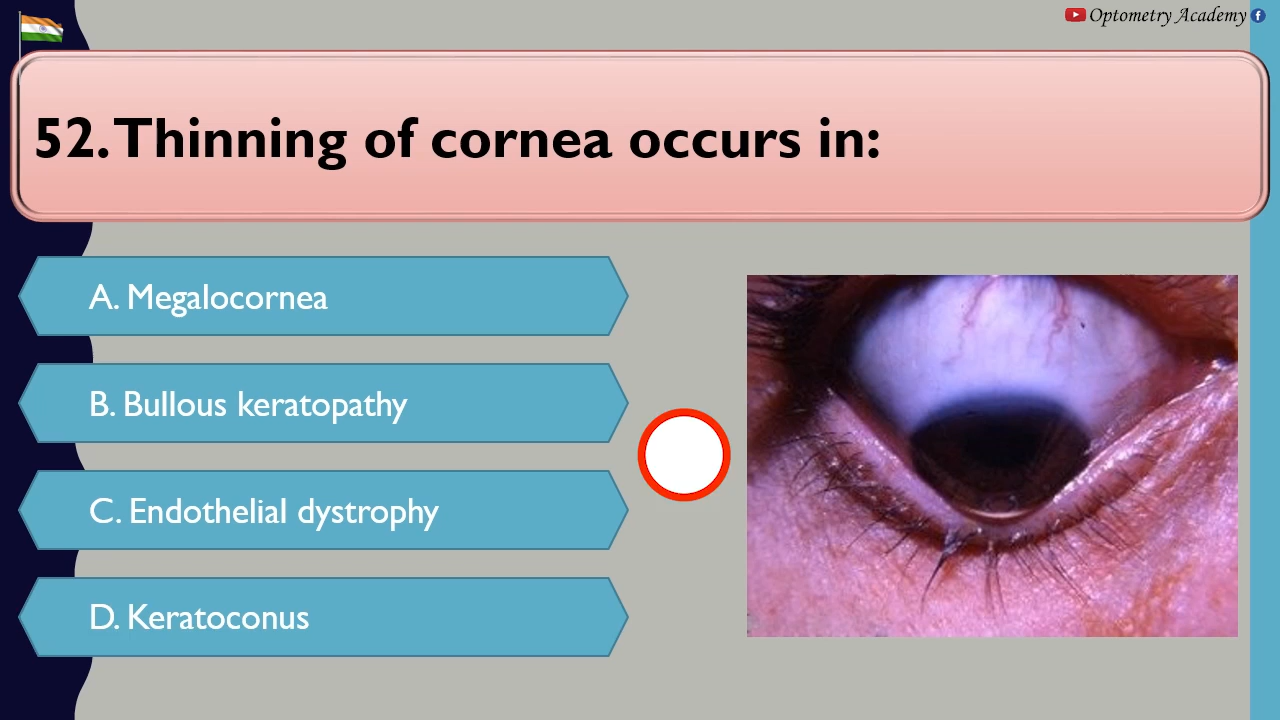 Optometry Academy
52. Thinning of cornea occurs in:
A. Megalocornea
B. Bullous keratopathy
C. Endothelial dystrophy
D. Keratoconus